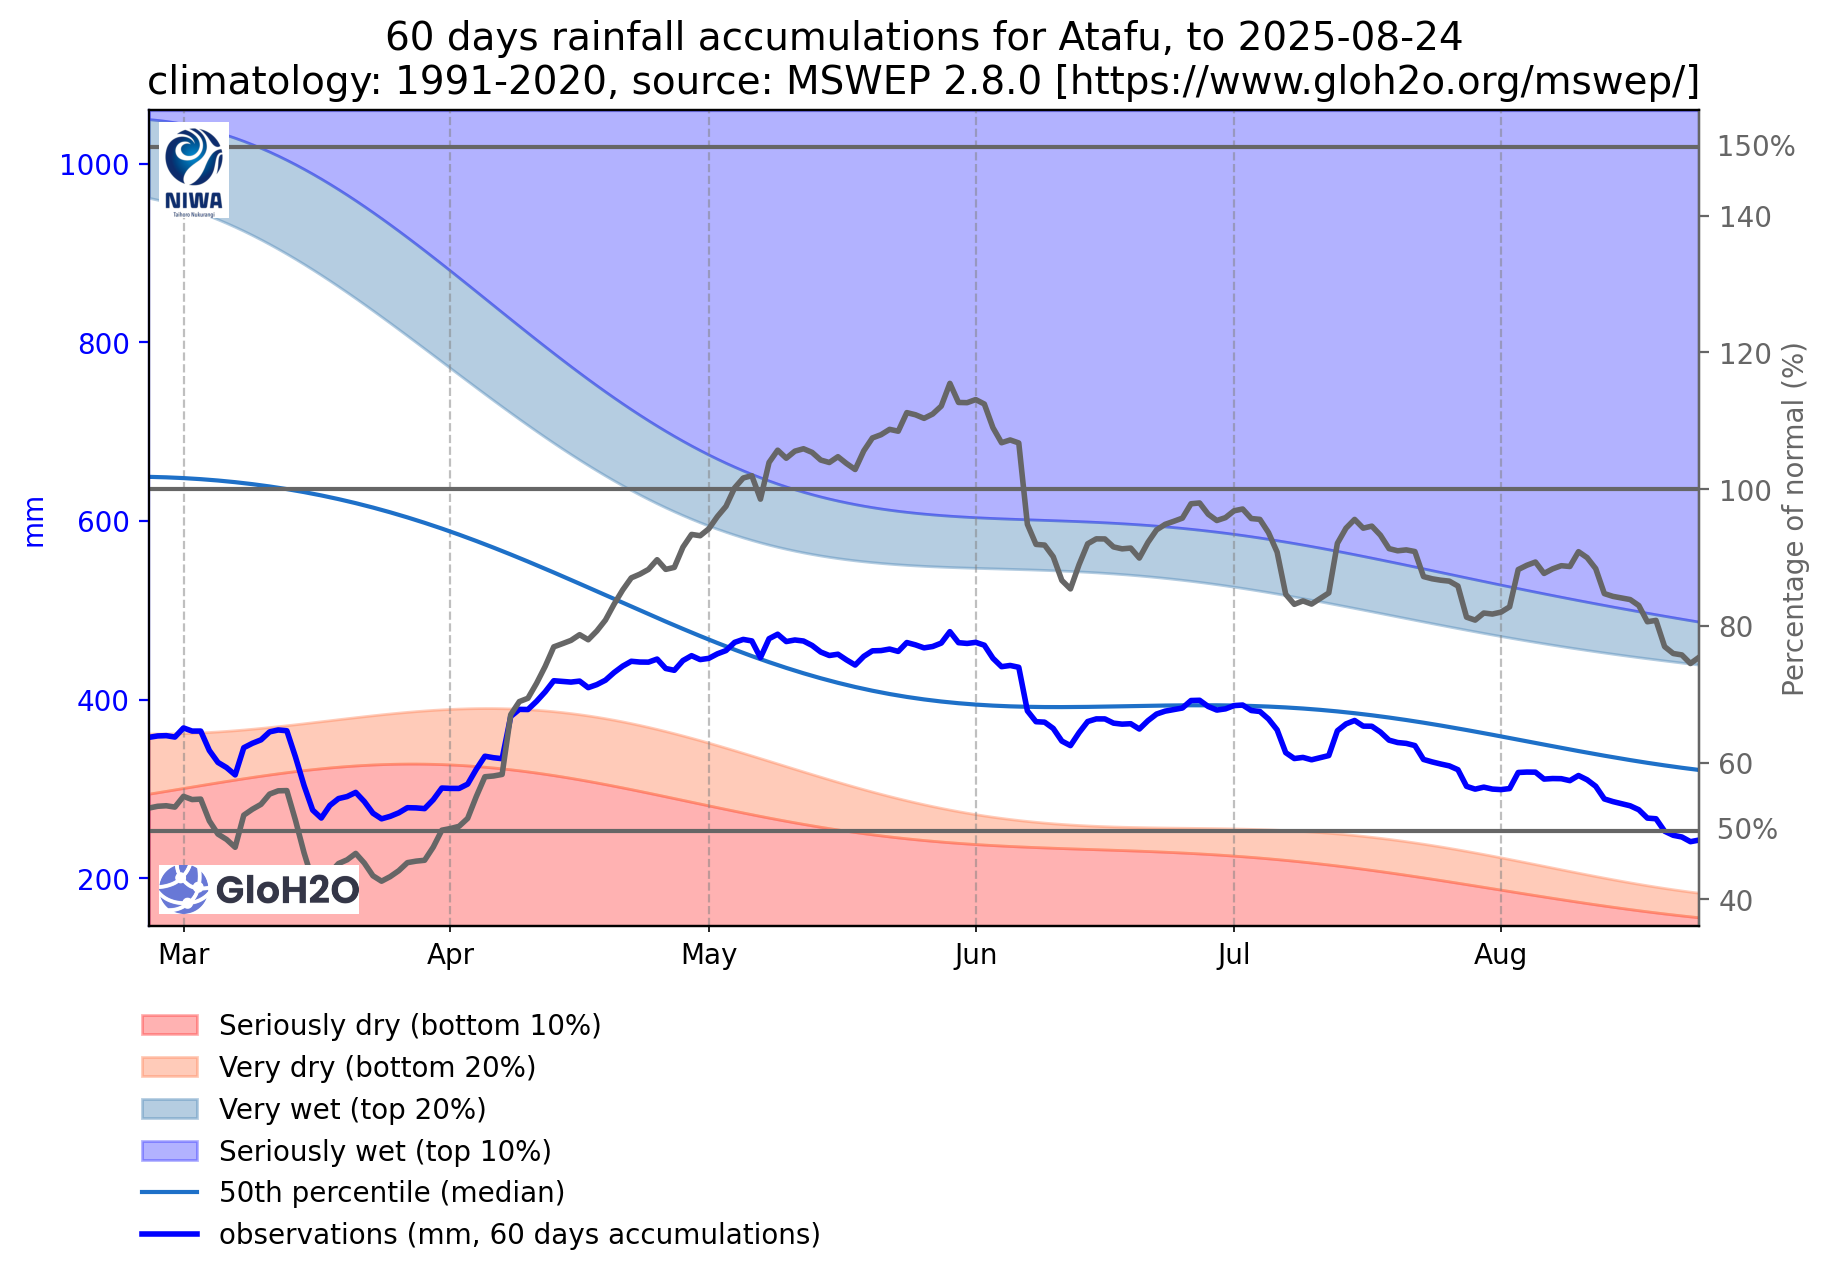 60 days rainfall accumulations for Atafu, to 2025-08-24
climatology: 1991-2020, source: MSWEP 2.8.0 [https://www.gloh2o.org/mswep/]
NIWA
Taihoro Nukurangi
1000
800
600
400
200
mm
150%
140
120
100
80
60
50%
40
Percentage of normal (%)
GloH2O
Mar Apr May Jun Jul Aug
Seriously dry (bottom 10%)
Very dry (bottom 20%)
Very wet (top 20%)
Seriously wet (top 10%)
50th percentile (median)
observations (mm, 60 days accumulations)